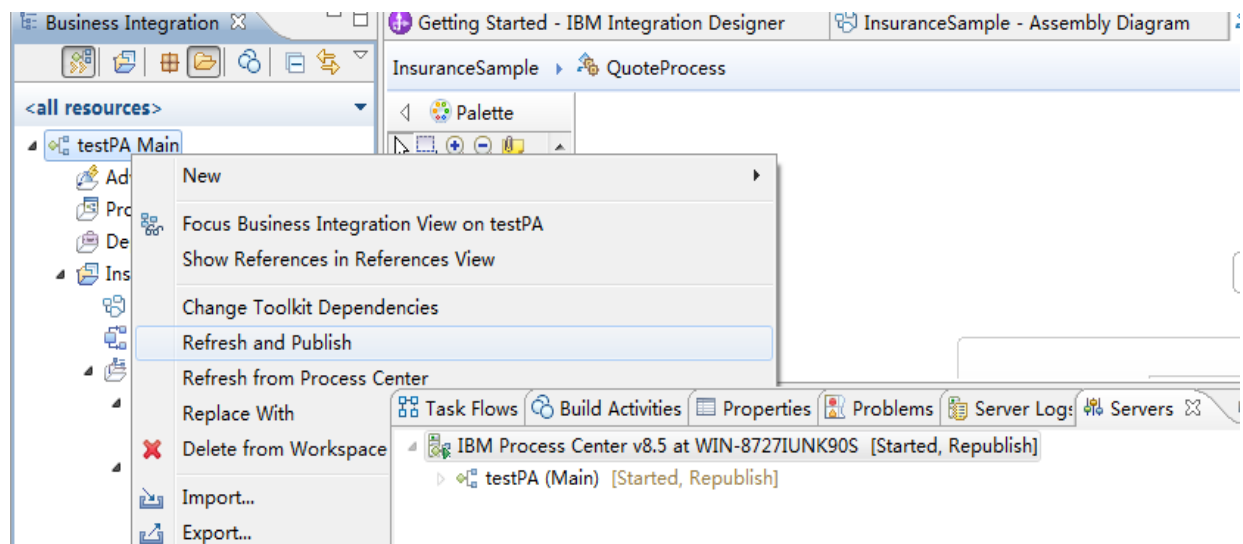 Business Integration
Getting Started - IBM Integration Designer
InsuranceSample - Assembly Diagram
InsuranceSample
QuoteProcess
<all resources>
Palette
testPA Main
Ad
New
Pro
Focus Business Integration View on testPA
De
Show References in References View
Ins
Change Toolkit Dependencies
Refresh and Publish
Refresh from Process Center
Replace With
Task Flows
Build Activities
Properties
Problems
Server Logs
Servers
Delete from Workspace
IBM Process Center v8.5 at WIN-8727IUNK90S [Started, Republish]
testPA (Main) [Started, Republish]
Import...
Export...